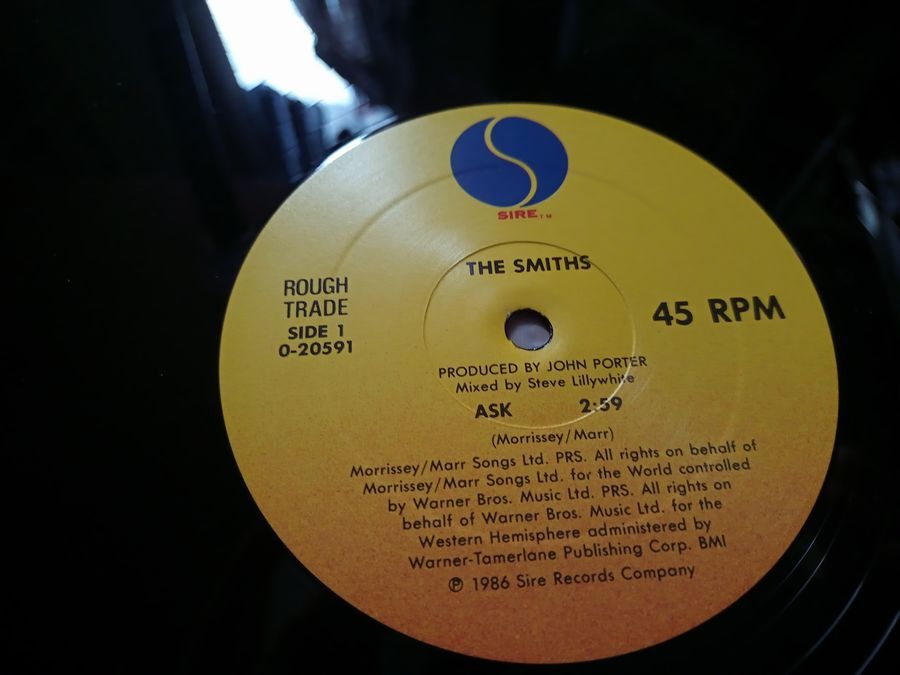 SIRE™
THE SMITHS
ROUGH
TRADE
SIDE 1
0-20591
45 RPM
PRODUCED BY JOHN PORTER
Mixed by Steve Lillywhite
ASK 2:59
(Morrissey/Marr)
Morrissey/Marr Songs Ltd. PRS. All rights on behalf of
Morrissey/Marr Songs Ltd. for the World controlled
by Warner Bros. Music Ltd. PRS. All rights on
behalf of Warner Bros. Music Ltd. for the
Western Hemisphere administered by
Warner-Tamerlane Publishing Corp. BMI
℗ 1986 Sire Records Company